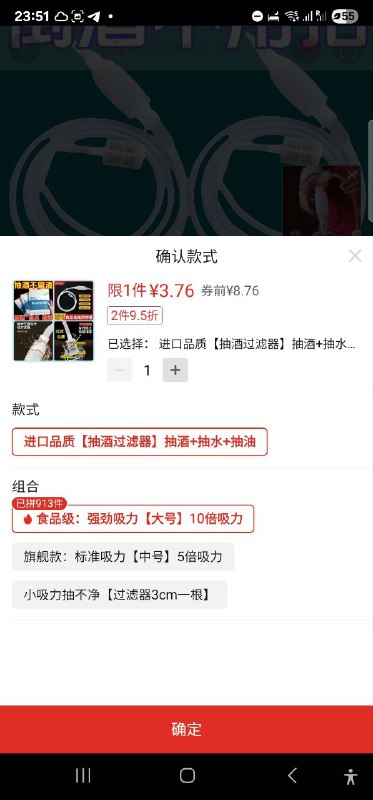 23:51
55
倒酒不用抬
确认款式
限1件¥3.76 券前¥8.76
2件9.5折
已选择： 进口品质【抽酒过滤器】抽酒+抽水...
1
款式
进口品质【抽酒过滤器】抽酒+抽水+抽油
组合
已拼913件
食品级：强劲吸力【大号】10倍吸力
旗舰款：标准吸力【中号】5倍吸力
小吸力抽不净【过滤器3cm一根】
确定